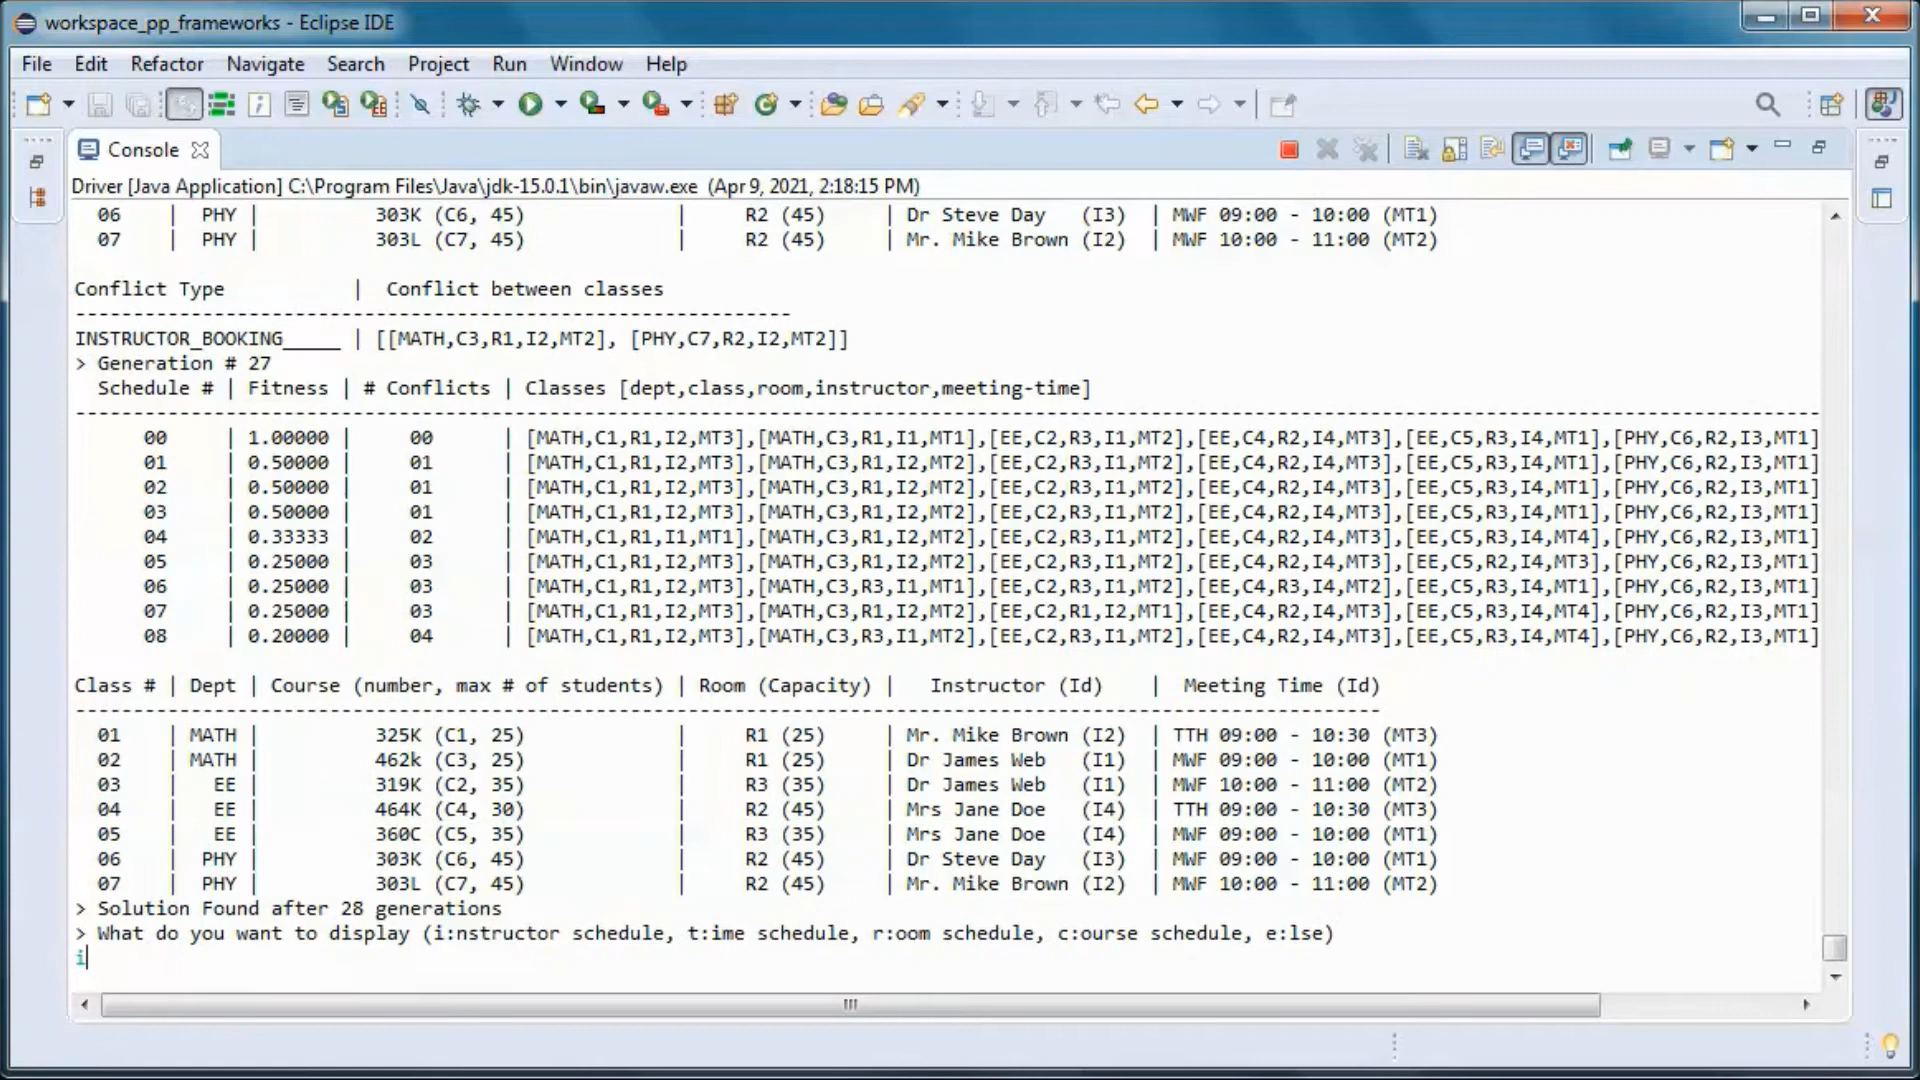 workspace_pp_frameworks - Eclipse IDE
File Edit Refactor Navigate Search Project Run Window Help
Console
Driver [Java Application] C:\Program Files\Java\jdk-15.0.1\bin\javaw.exe (Apr 9, 2021, 2:18:15 PM)
06 | PHY | 303K (C6, 45) | R2 (45) | Dr Steve Day (I3) | MWF 09:00 - 10:00 (MT1)
07 | PHY | 303L (C7, 45) | R2 (45) | Mr. Mike Brown (I2) | MWF 10:00 - 11:00 (MT2)
Conflict Type | Conflict between classes
--------------------------------------------------------------
INSTRUCTOR_BOOKING_____ | [[MATH,C3,R1,I2,MT2], [PHY,C7,R2,I2,MT2]]
> Generation # 27
Schedule # | Fitness | # Conflicts | Classes [dept,class,room,instructor,meeting-time]
--------------------------------------------------------------
00 | 1.00000 | 00 | [MATH,C1,R1,I2,MT3],[MATH,C3,R1,I1,MT1],[EE,C2,R3,I1,MT2],[EE,C4,R2,I4,MT3],[EE,C5,R3,I4,MT1],[PHY,C6,R2,I3,MT1]
01 | 0.50000 | 01 | [MATH,C1,R1,I2,MT3],[MATH,C3,R1,I2,MT2],[EE,C2,R3,I1,MT2],[EE,C4,R2,I4,MT3],[EE,C5,R3,I4,MT1],[PHY,C6,R2,I3,MT1]
02 | 0.50000 | 01 | [MATH,C1,R1,I2,MT3],[MATH,C3,R1,I2,MT2],[EE,C2,R3,I1,MT2],[EE,C4,R2,I4,MT3],[EE,C5,R3,I4,MT1],[PHY,C6,R2,I3,MT1]
03 | 0.50000 | 01 | [MATH,C1,R1,I2,MT3],[MATH,C3,R1,I2,MT2],[EE,C2,R3,I1,MT2],[EE,C4,R2,I4,MT3],[EE,C5,R3,I4,MT1],[PHY,C6,R2,I3,MT1]
04 | 0.33333 | 02 | [MATH,C1,R1,I1,MT1],[MATH,C3,R1,I2,MT2],[EE,C2,R3,I1,MT2],[EE,C4,R2,I4,MT3],[EE,C5,R3,I4,MT4],[PHY,C6,R2,I3,MT1]
05 | 0.25000 | 03 | [MATH,C1,R1,I2,MT3],[MATH,C3,R1,I2,MT2],[EE,C2,R3,I1,MT2],[EE,C4,R2,I4,MT3],[EE,C5,R2,I4,MT3],[PHY,C6,R2,I3,MT1]
06 | 0.25000 | 03 | [MATH,C1,R1,I2,MT3],[MATH,C3,R3,I1,MT1],[EE,C2,R3,I1,MT2],[EE,C4,R3,I4,MT2],[EE,C5,R3,I4,MT1],[PHY,C6,R2,I3,MT1]
07 | 0.25000 | 03 | [MATH,C1,R1,I2,MT3],[MATH,C3,R1,I2,MT2],[EE,C2,R1,I2,MT1],[EE,C4,R2,I4,MT3],[EE,C5,R3,I4,MT4],[PHY,C6,R2,I3,MT1]
08 | 0.20000 | 04 | [MATH,C1,R1,I2,MT3],[MATH,C3,R3,I1,MT2],[EE,C2,R3,I1,MT2],[EE,C4,R2,I4,MT3],[EE,C5,R3,I4,MT4],[PHY,C6,R2,I3,MT1]
Class # | Dept | Course (number, max # of students) | Room (Capacity) | Instructor (Id) | Meeting Time (Id)
--------------------------------------------------------------
01 | MATH | 325K (C1, 25) | R1 (25) | Mr. Mike Brown (I2) | TTH 09:00 - 10:30 (MT3)
02 | MATH | 462k (C3, 25) | R1 (25) | Dr James Web (I1) | MWF 09:00 - 10:00 (MT1)
03 | EE | 319K (C2, 35) | R3 (35) | Dr James Web (I1) | MWF 10:00 - 11:00 (MT2)
04 | EE | 464K (C4, 30) | R2 (45) | Mrs Jane Doe (I4) | TTH 09:00 - 10:30 (MT3)
05 | EE | 360C (C5, 35) | R3 (35) | Mrs Jane Doe (I4) | MWF 09:00 - 10:00 (MT1)
06 | PHY | 303K (C6, 45) | R2 (45) | Dr Steve Day (I3) | MWF 09:00 - 10:00 (MT1)
07 | PHY | 303L (C7, 45) | R2 (45) | Mr. Mike Brown (I2) | MWF 10:00 - 11:00 (MT2)
> Solution Found after 28 generations
> What do you want to display (i:nstructor schedule, t:ime schedule, r:oom schedule, c:ourse schedule, e:lse)
i